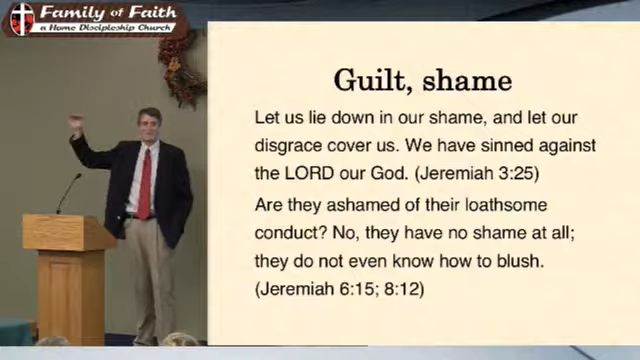 Family of Faith
a Home Discipleship Church
Guilt, shame
Let us lie down in our shame, and let our
disgrace cover us. We have sinned against
the LORD our God. (Jeremiah 3:25)
Are they ashamed of their loathsome
conduct? No, they have no shame at all;
they do not even know how to blush.
(Jeremiah 6:15; 8:12)